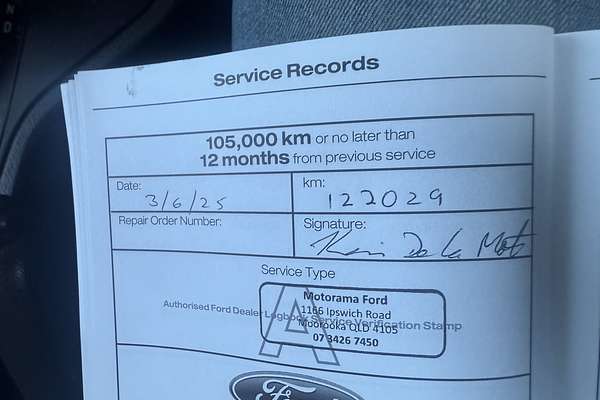 N
D
Service Records
105,000 km or no later than
12 months from previous service
Date: 3/6/25
km: 122029
Repair Order Number:
Signature:
Service Type
A
Authorised Ford Dealer Logbook Service Verification Stamp
Motorama Ford
1166 Ipswich Road
Moorooka QLD 4105
07 3426 7450
Ford